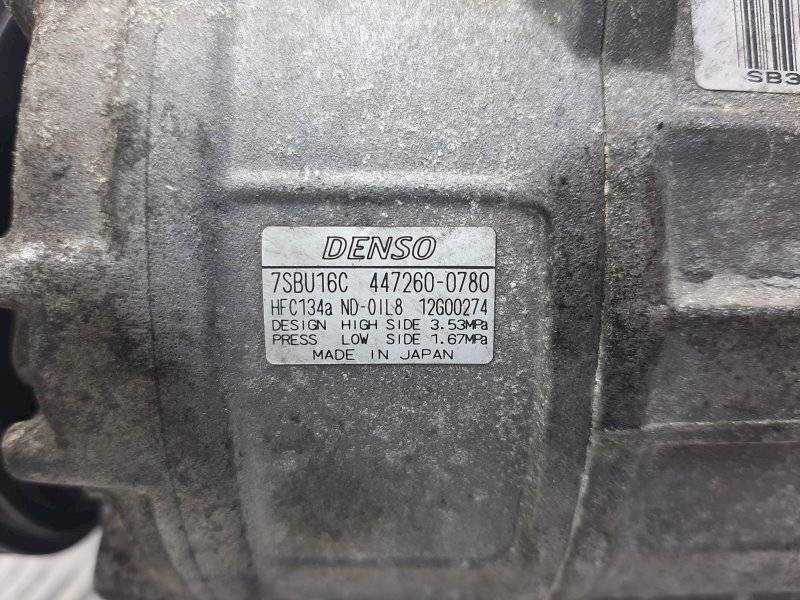 SB3
DENSO
7SBU16C 447260-0780
HFC134a ND-OIL8 12G00274
DESIGN HIGH SIDE 3.53MPa
PRESS LOW SIDE 1.67MPa
MADE IN JAPAN